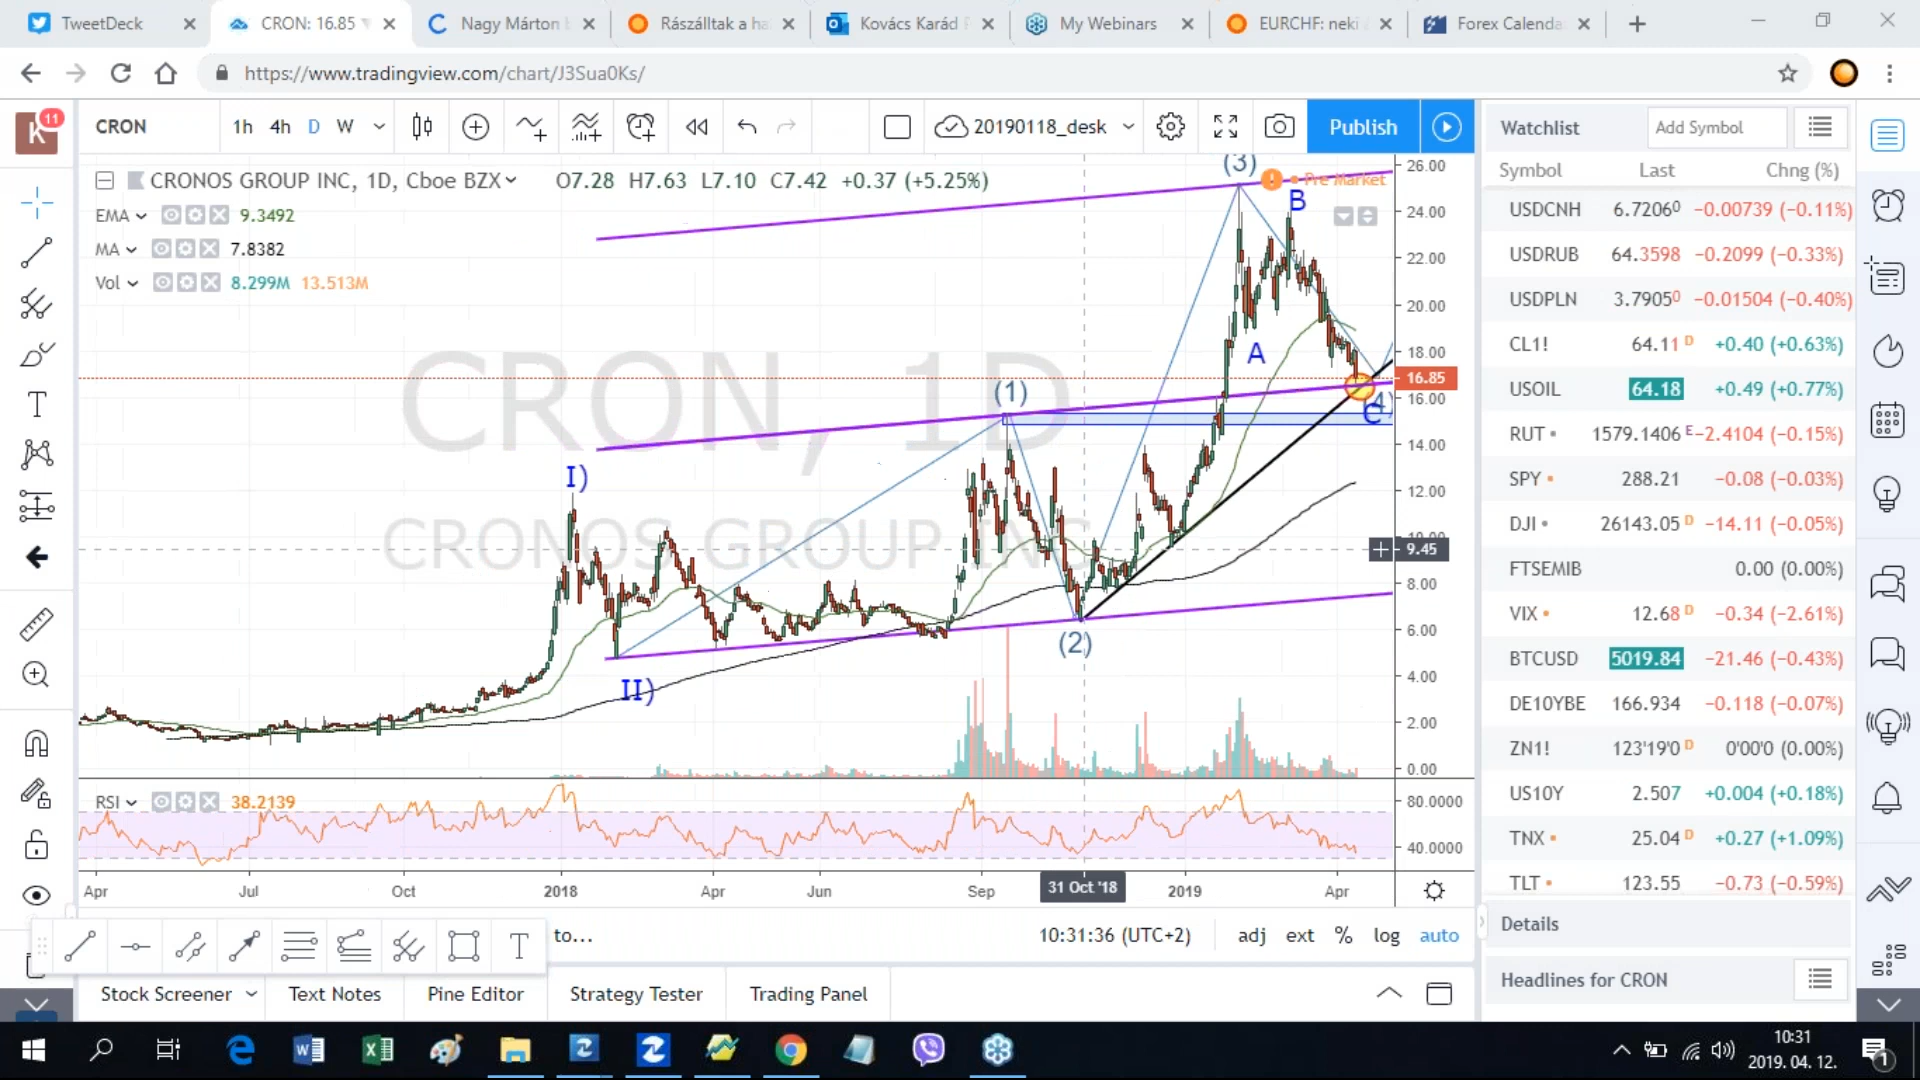 TweetDeck
CRON: 16.85
Nagy Márton
Rászálltak a ha
Kovács Karád
My Webinars
EURCHF: neki
Forex Calenda
https://www.tradingview.com/chart/J3Sua0Ks/
K
11
CRON
1h 4h D W
20190118_desk
Publish
CRONOS GROUP INC, 1D, Cboe BZX O7.28 H7.63 L7.10 C7.42 +0.37 (+5.25%)
EMA 9.3492
MA 7.8382
Vol 8.299M 13.513M
CRON, 1D
CRONOS GROUP INC
Pre Market
I)
II)
(1)
(2)
(3)
A
B
C
26.00
24.00
22.00
20.00
18.00
16.85
16.00
14.00
12.00
10.00
9.45
8.00
6.00
4.00
2.00
0.00
RSI 38.2139
80.0000
40.0000
Apr Jul Oct 2018 Apr Jun Sep 31 Oct '18 2019 Apr
to...
10:31:36 (UTC+2) adj ext % log auto
Stock Screener Text Notes Pine Editor Strategy Tester Trading Panel
Watchlist Add Symbol
Symbol Last Chng (%)
USDCNH 6.7206⁰ −0.00739 (−0.11%)
USDRUB 64.3598 −0.2099 (−0.33%)
USDPLN 3.7905⁰ −0.01504 (−0.40%)
CL1! 64.11 D +0.40 (+0.63%)
USOIL 64.18 +0.49 (+0.77%)
RUT 1579.1406 E −2.4104 (−0.15%)
SPY 288.21 −0.08 (−0.03%)
DJI 26143.05 D −14.11 (−0.05%)
FTSEMIB 0.00 (0.00%)
VIX 12.68 D −0.34 (−2.61%)
BTCUSD 5019.84 −21.46 (−0.43%)
DE10YBE 166.934 −0.118 (−0.07%)
ZN1! 123'19'0 D 0'00'0 (0.00%)
US10Y 2.507 +0.004 (+0.18%)
TNX 25.04 D +0.27 (+1.09%)
TLT 123.55 −0.73 (−0.59%)
Details
Headlines for CRON
10:31
2019. 04. 12.
1